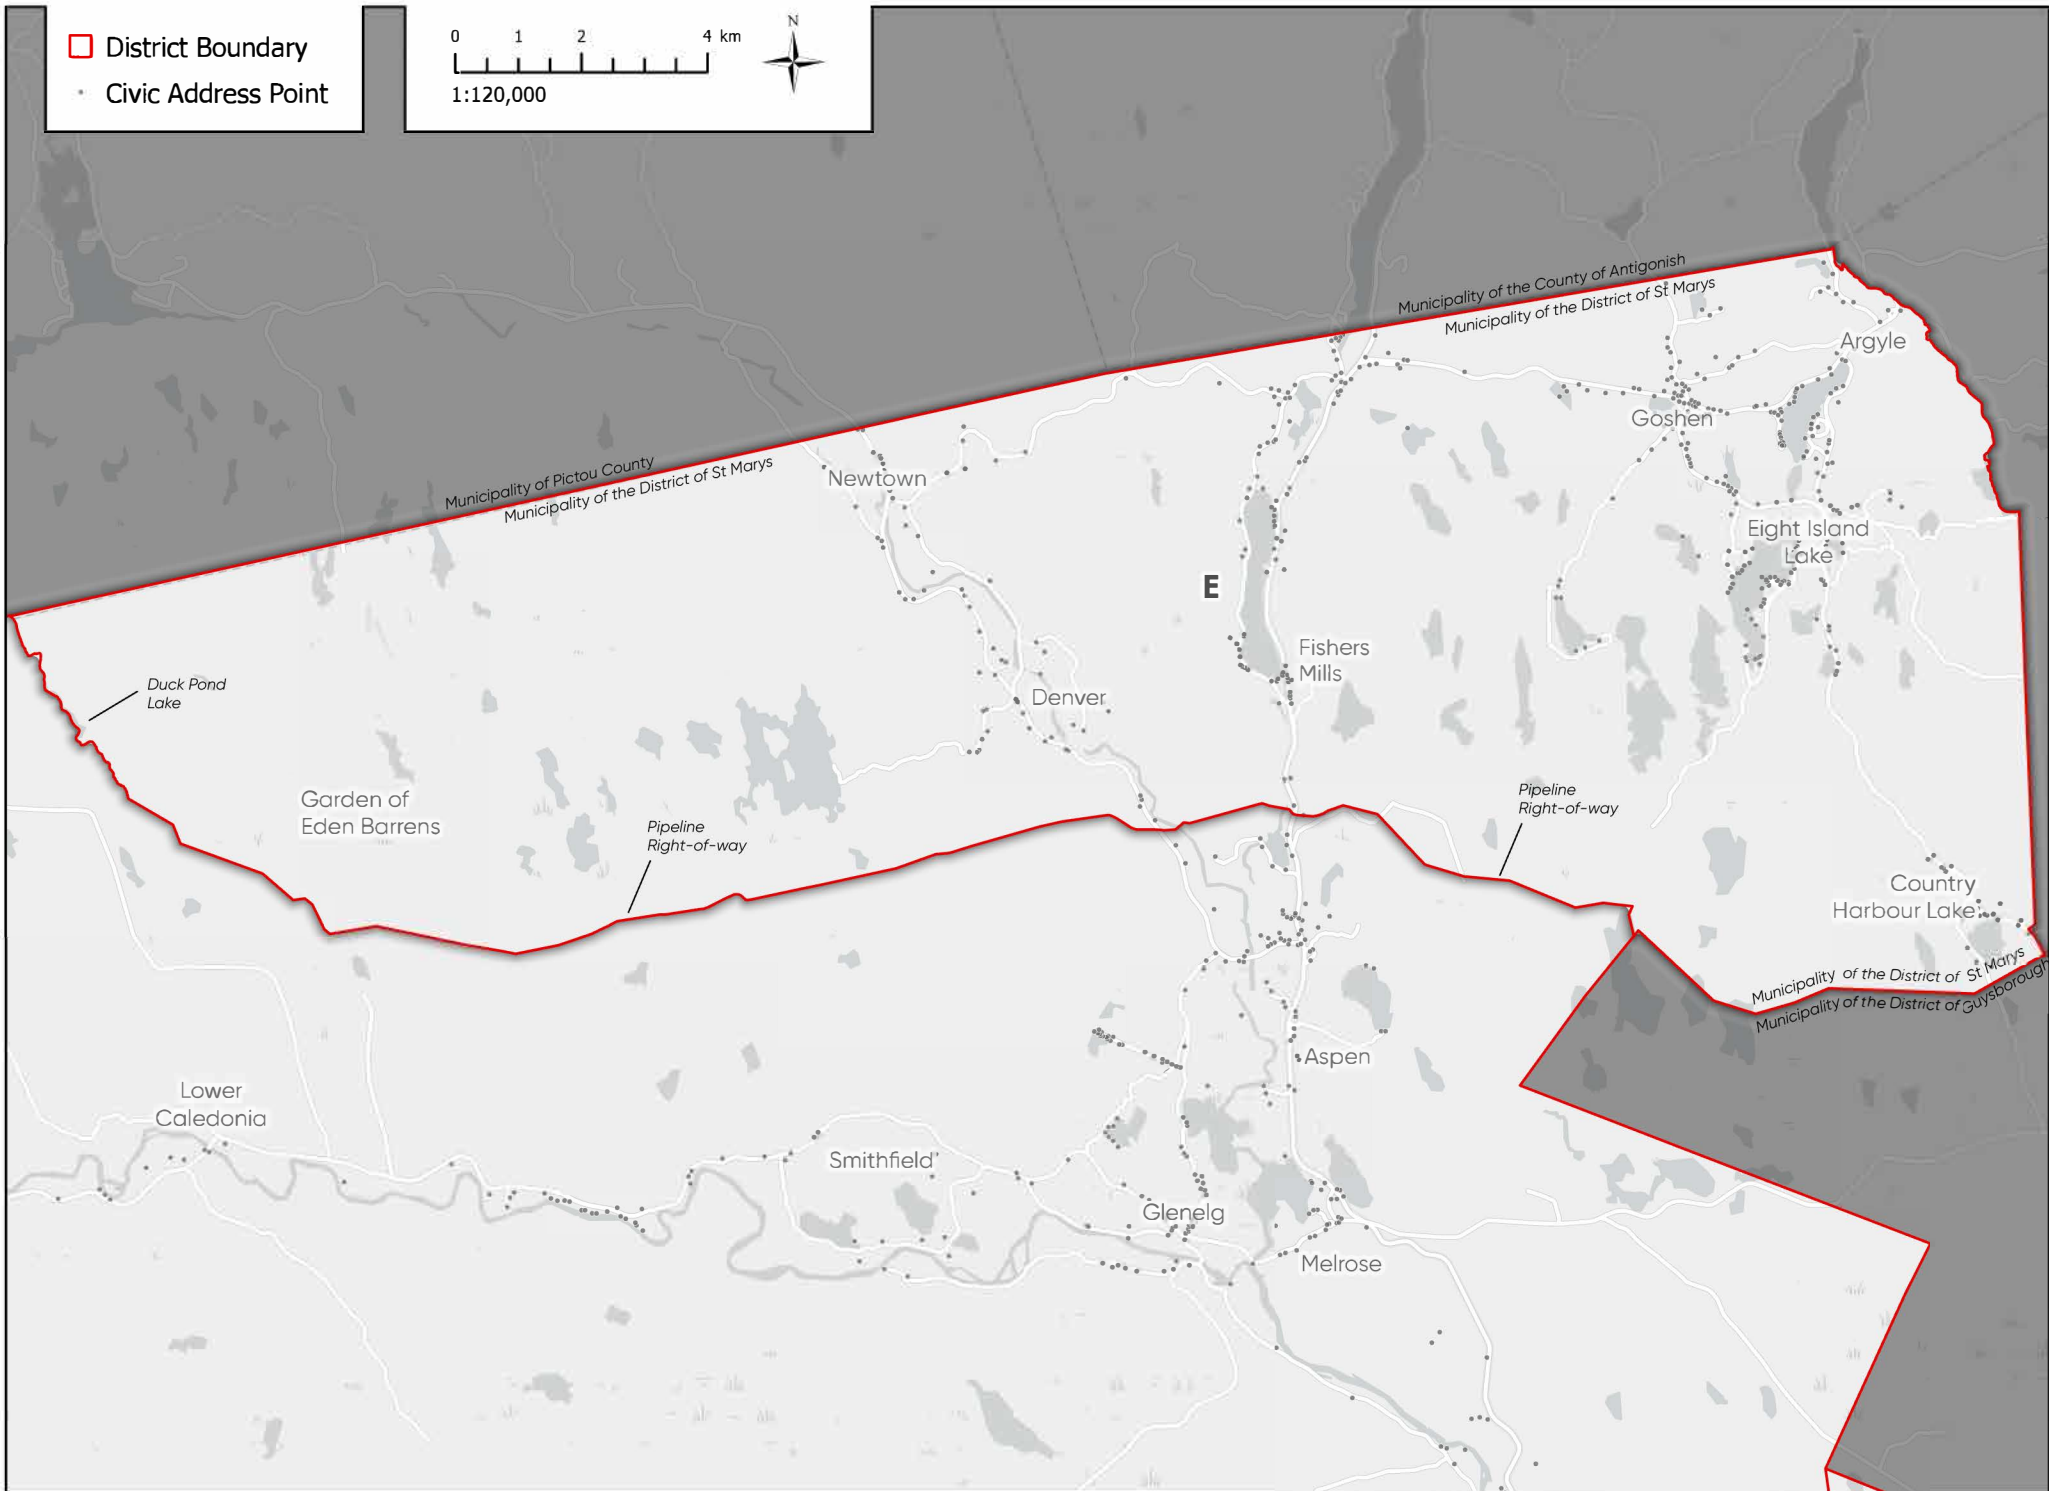 District Boundary
Civic Address Point
0 1 2 4 km
1:120,000
N
Municipality of the County of Antigonish
Municipality of the District of St Marys
Argyle
Goshen
Municipality of Pictou County
Municipality of the District of St Marys
Newtown
Eight Island
Lake
E
Fishers
Mills
Duck Pond
Lake
Denver
Garden of
Eden Barrens
Pipeline
Right-of-way
Pipeline
Right-of-way
Country
Harbour Lake
Municipality of the District of St Marys
Municipality of the District of Guysborough
Aspen
Lower
Caledonia
Smithfield
Glenelg
Melrose